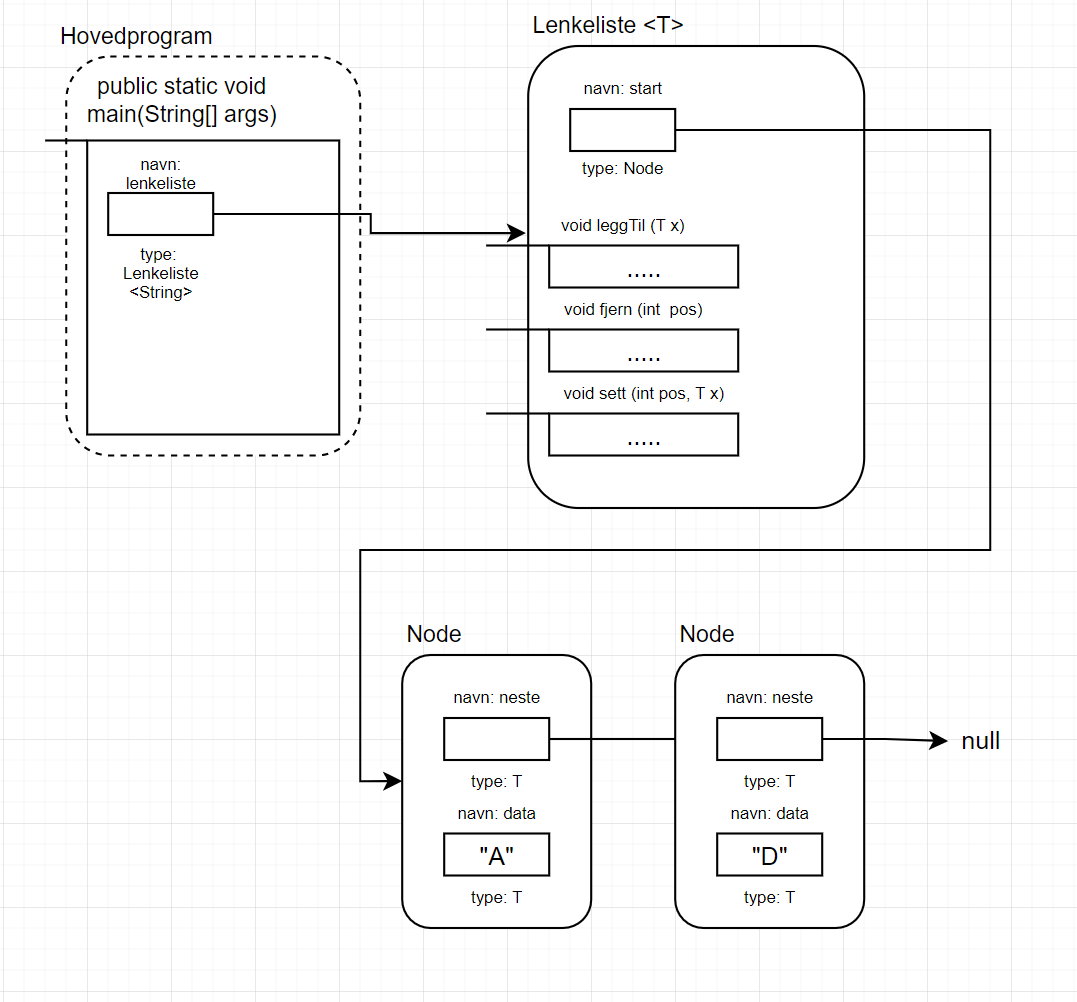 Hovedprogram
public static void
main(String[] args)
navn:
lenkeliste
type:
Lenkeliste
<String>
Lenkeliste <T>
navn: start
type: Node
void leggTil (T x)
.....
void fjern (int  pos)
.....
void sett (int pos, T x)
.....
Node
navn: neste
type: T
navn: data
"A"
type: T
Node
navn: neste
type: T
navn: data
"D"
type: T
null